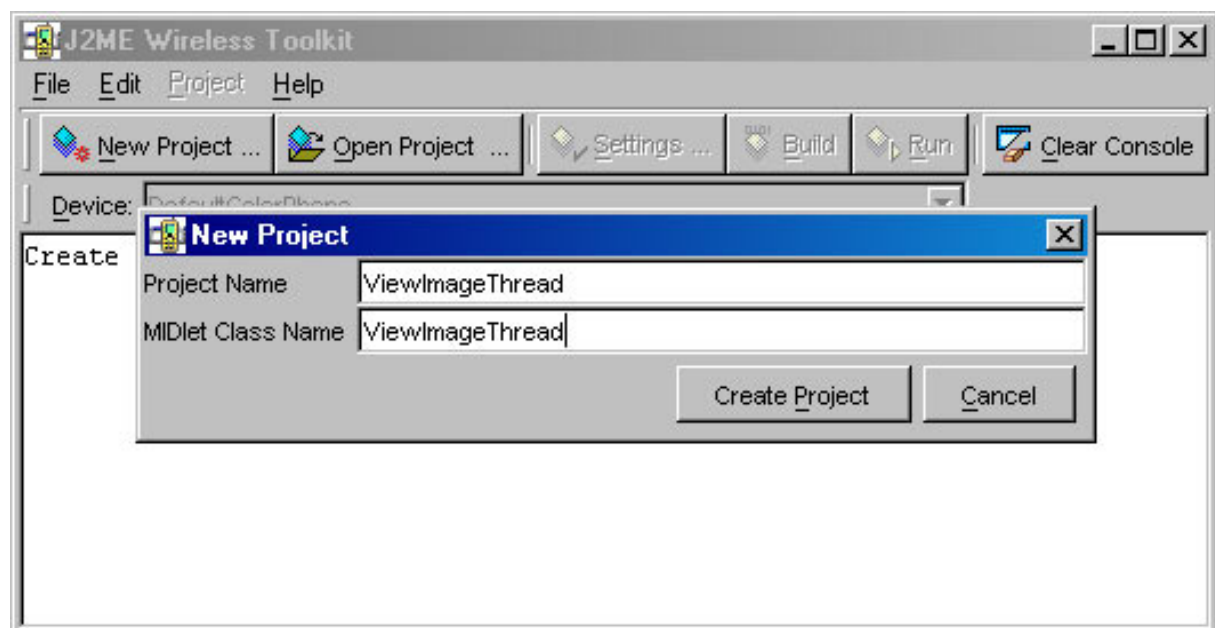 J2ME Wireless Toolkit
File Edit Project Help
New Project ... Open Project ... Settings ... Build Run Clear Console
Device: DefaultColorPhone
New Project
Create
Project Name ViewImageThread
MIDlet Class Name ViewImageThread
Create Project Cancel